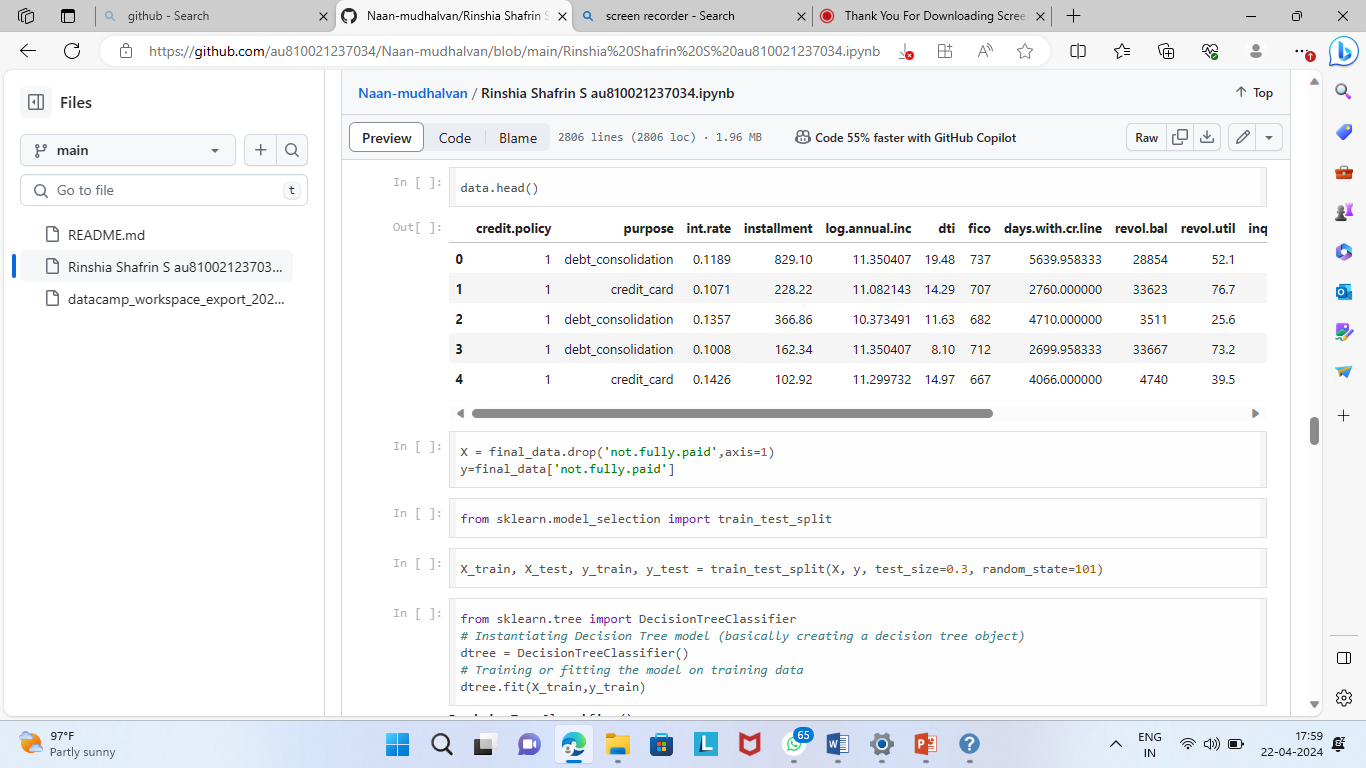 github - Search
Naan-mudhalvan/Rinshia Shafrin S
screen recorder - Search
Thank You For Downloading Scre
https://github.com/au810021237034/Naan-mudhalvan/blob/main/Rinshia%20Shafrin%20S%20au810021237034.ipynb
Files
main
Go to file
t
README.md
Rinshia Shafrin S au81002123703...
datacamp_workspace_export_202...
Naan-mudhalvan / Rinshia Shafrin S au810021237034.ipynb
Top
Preview Code Blame 2806 lines (2806 loc) · 1.96 MB Code 55% faster with GitHub Copilot Raw
In [ ]: data.head()
Out[ ]: credit.policy purpose int.rate installment log.annual.inc dti fico days.with.cr.line revol.bal revol.util inq
0 1 debt_consolidation 0.1189 829.10 11.350407 19.48 737 5639.958333 28854 52.1
1 1 credit_card 0.1071 228.22 11.082143 14.29 707 2760.000000 33623 76.7
2 1 debt_consolidation 0.1357 366.86 10.373491 11.63 682 4710.000000 3511 25.6
3 1 debt_consolidation 0.1008 162.34 11.350407 8.10 712 2699.958333 33667 73.2
4 1 credit_card 0.1426 102.92 11.299732 14.97 667 4066.000000 4740 39.5
In [ ]: X = final_data.drop('not.fully.paid',axis=1)
y=final_data['not.fully.paid']
In [ ]: from sklearn.model_selection import train_test_split
In [ ]: X_train, X_test, y_train, y_test = train_test_split(X, y, test_size=0.3, random_state=101)
In [ ]: from sklearn.tree import DecisionTreeClassifier
# Instantiating Decision Tree model (basically creating a decision tree object)
dtree = DecisionTreeClassifier()
# Training or fitting the model on training data
dtree.fit(X_train,y_train)
97°F
Partly sunny
65
ENG
IN
17:59
22-04-2024